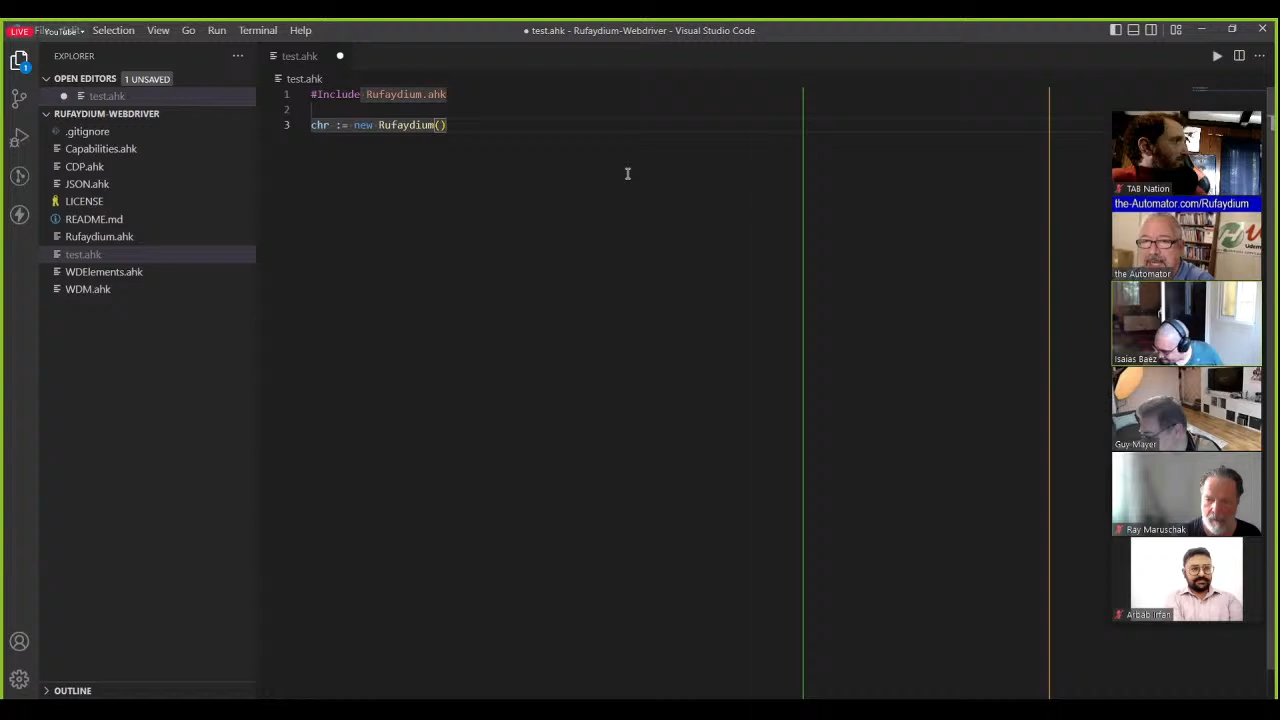 LIVE
YouTube
Selection View Go Run Terminal Help
● test.ahk - Rufaydium-Webdriver - Visual Studio Code
EXPLORER
test.ahk
OPEN EDITORS 1 UNSAVED
test.ahk
test.ahk
RUFAYDIUM-WEBDRIVER
.gitignore
Capabilities.ahk
CDP.ahk
JSON.ahk
LICENSE
README.md
Rufaydium.ahk
test.ahk
WDElements.ahk
WDM.ahk
OUTLINE
1
1 #Include Rufaydium.ahk
2
3 chr := new Rufaydium()
TAB Nation
the-Automator.com/Rufaydium
Udem
the Automator
Isaias Baez
Guy-Mayer
Ray Maruschak
Arbab Irfan